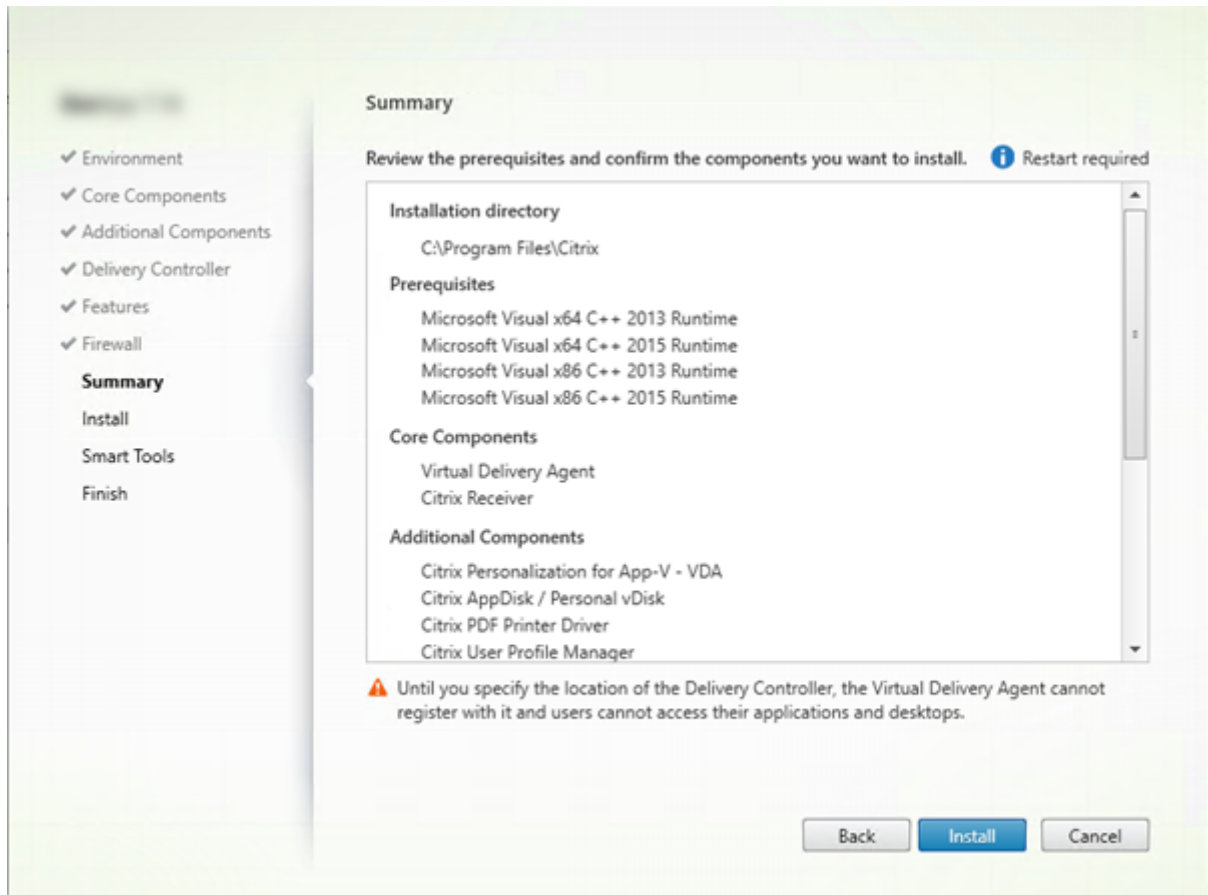 Environment
Core Components
Additional Components
Delivery Controller
Features
Firewall
Summary
Install
Smart Tools
Finish
Summary
Review the prerequisites and confirm the components you want to install.
Restart required
Installation directory
C:\Program Files\Citrix
Prerequisites
Microsoft Visual x64 C++ 2013 Runtime
Microsoft Visual x64 C++ 2015 Runtime
Microsoft Visual x86 C++ 2013 Runtime
Microsoft Visual x86 C++ 2015 Runtime
Core Components
Virtual Delivery Agent
Citrix Receiver
Additional Components
Citrix Personalization for App-V - VDA
Citrix AppDisk / Personal vDisk
Citrix PDF Printer Driver
Citrix User Profile Manager
Until you specify the location of the Delivery Controller, the Virtual Delivery Agent cannot
register with it and users cannot access their applications and desktops.
Back
Install
Cancel